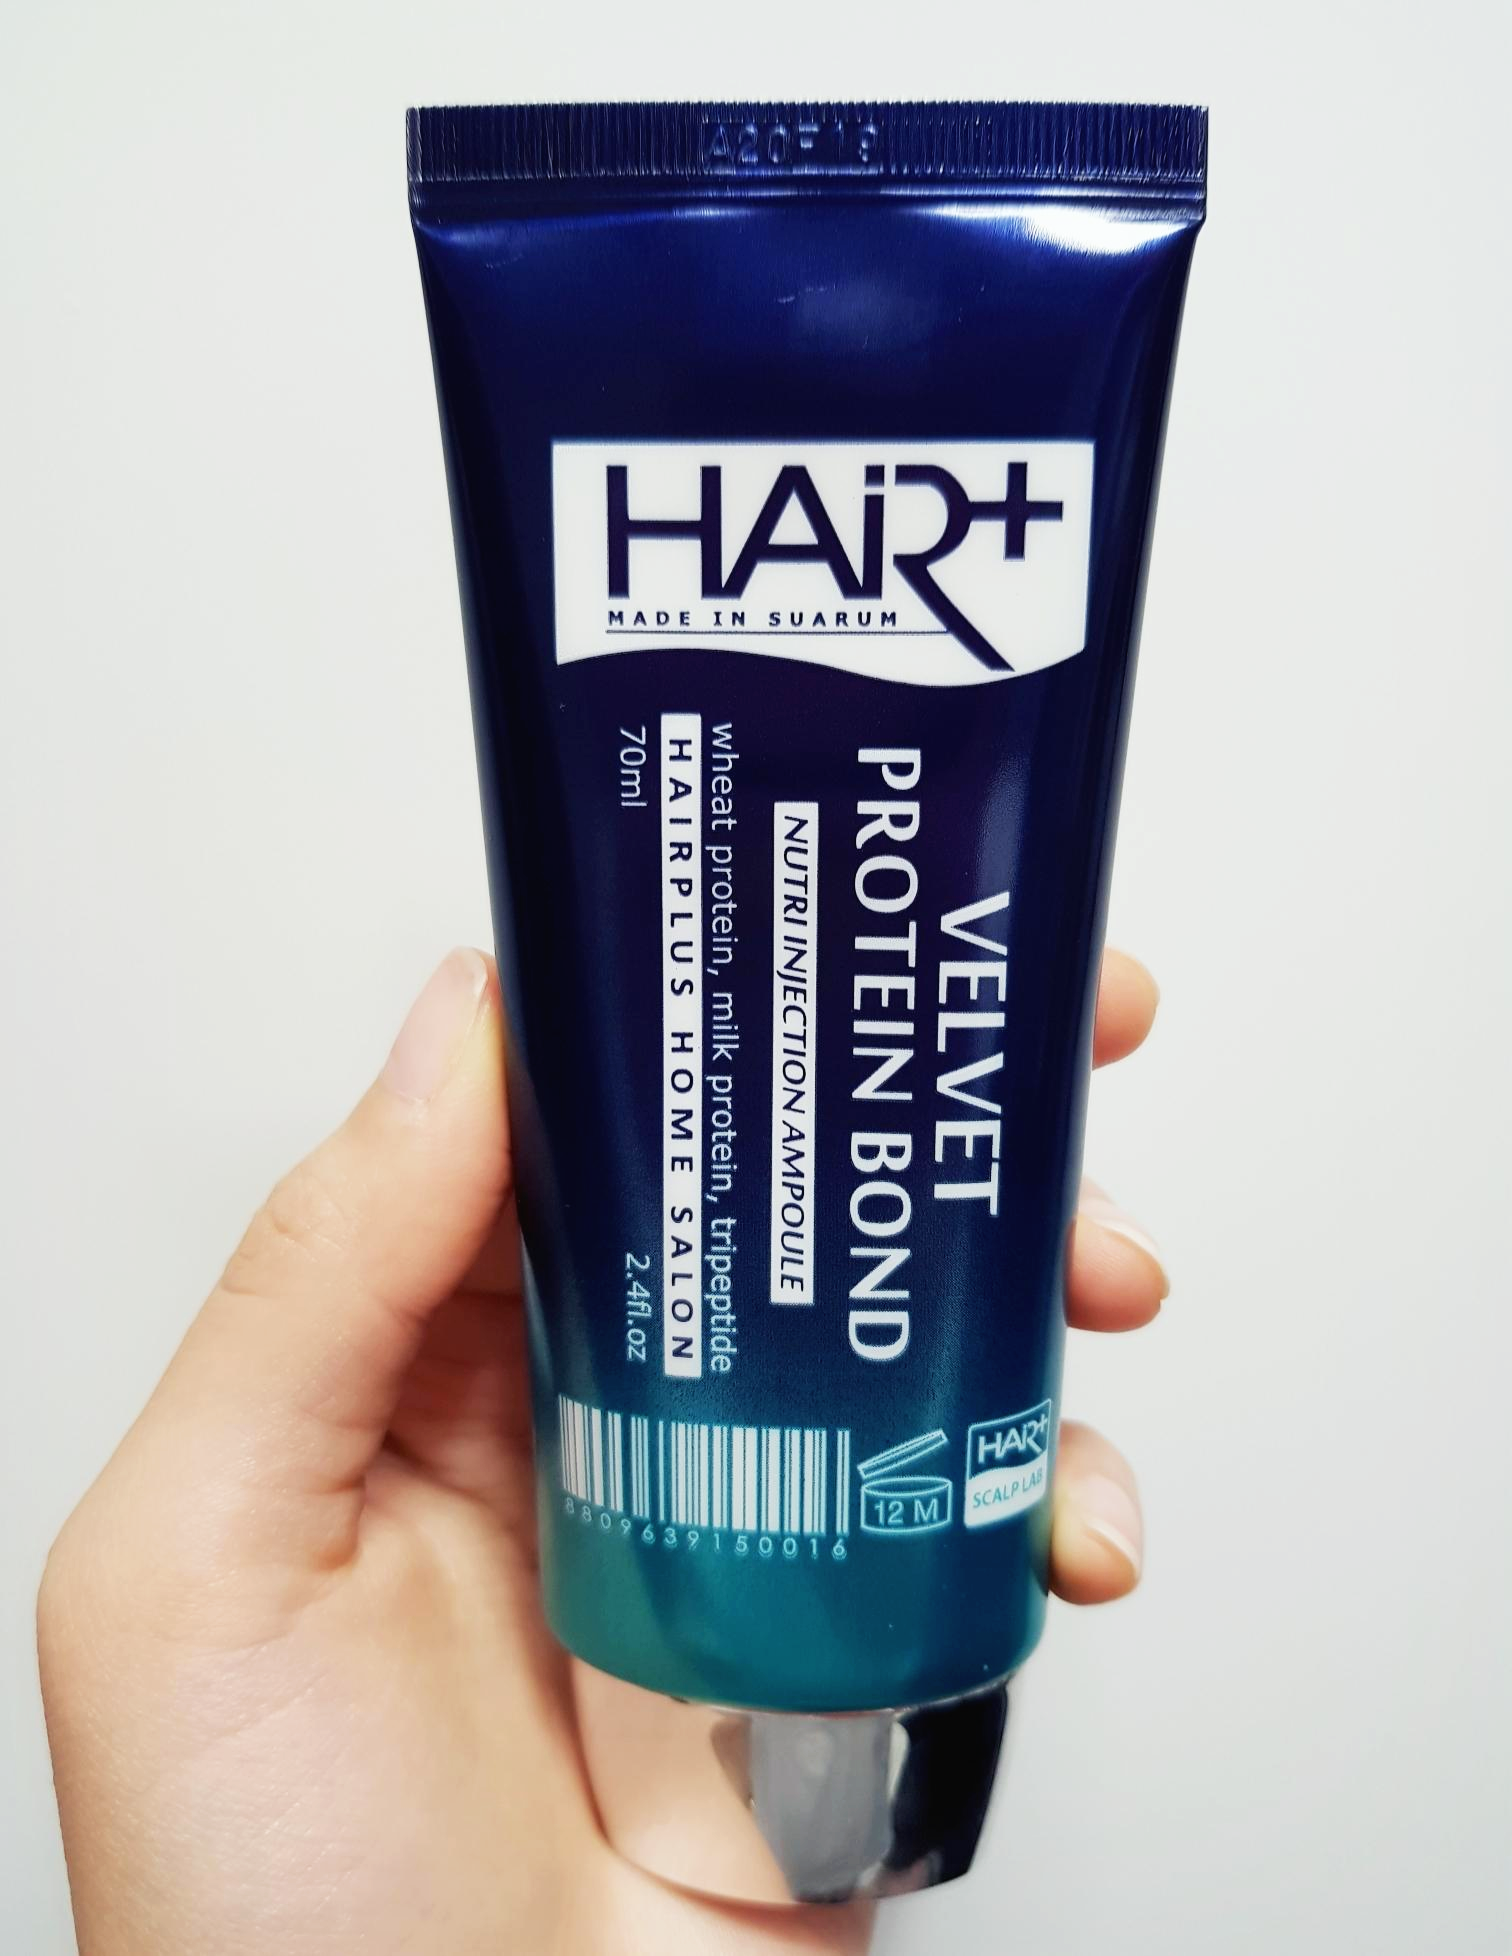 HAiR+
MADE IN SUARUM
VELVET
PROTEIN BOND
NUTRI INJECTION AMPOULE
wheat protein, milk protein, tripeptide
HAIRPLUS HOME SALON
70ml 2.4fl.oz
8809639150016
12 M
HAiR+
SCALP LAB